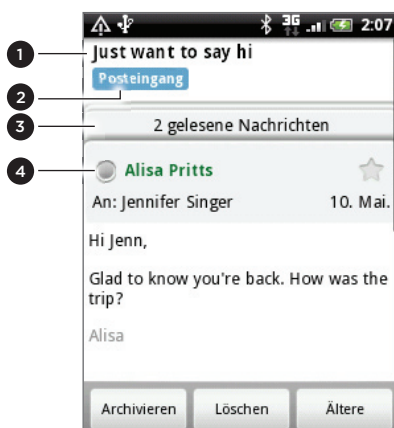 3G 2:07
1 Just want to say hi
2 Posteingang
3 2 gelesene Nachrichten
4 Alisa Pritts
An: Jennifer Singer 10. Mai.
Hi Jenn,
Glad to know you're back. How was the
trip?
Alisa
Archivieren Löschen Ältere